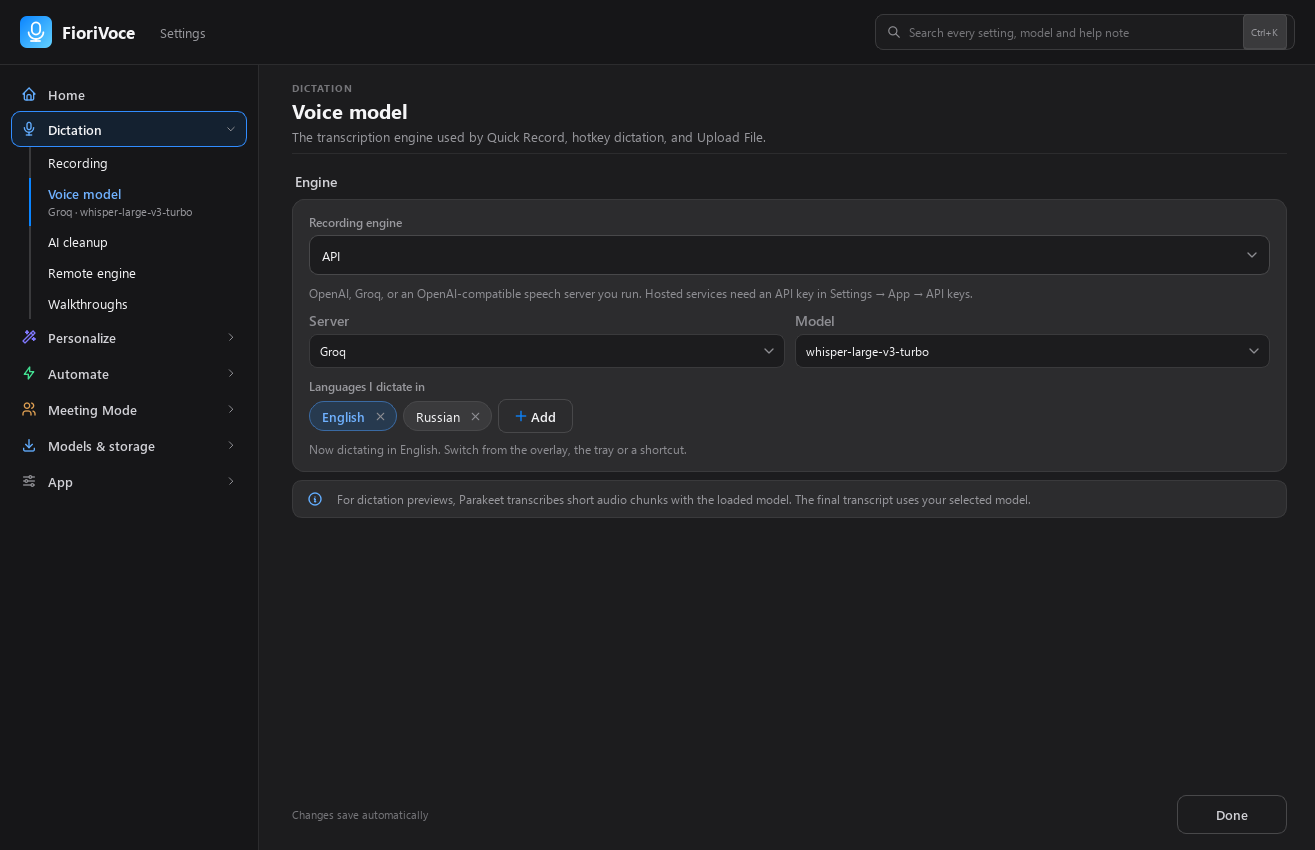 FioriVoce
Settings
Search every setting, model and help note
Ctrl+K
Home
Dictation
Recording
Voice model
Groq · whisper-large-v3-turbo
AI cleanup
Remote engine
Walkthroughs
Personalize
Automate
Meeting Mode
Models & storage
App
DICTATION
Voice model
The transcription engine used by Quick Record, hotkey dictation, and Upload File.
Engine
Recording engine
API
OpenAI, Groq, or an OpenAI-compatible speech server you run. Hosted services need an API key in Settings → App → API keys.
Server
Model
Groq
whisper-large-v3-turbo
Languages I dictate in
English
Russian
Add
Now dictating in English. Switch from the overlay, the tray or a shortcut.
For dictation previews, Parakeet transcribes short audio chunks with the loaded model. The final transcript uses your selected model.
Changes save automatically
Done